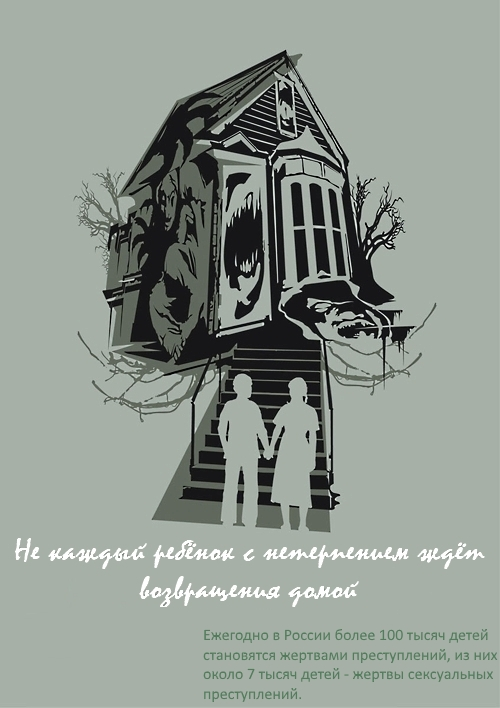 Не каждый ребёнок с нетерпением ждёт
возвращения домой
Ежегодно в России более 100 тысяч детей
становятся жертвами преступлений, из них
около 7 тысяч детей - жертвы сексуальных
преступлений.